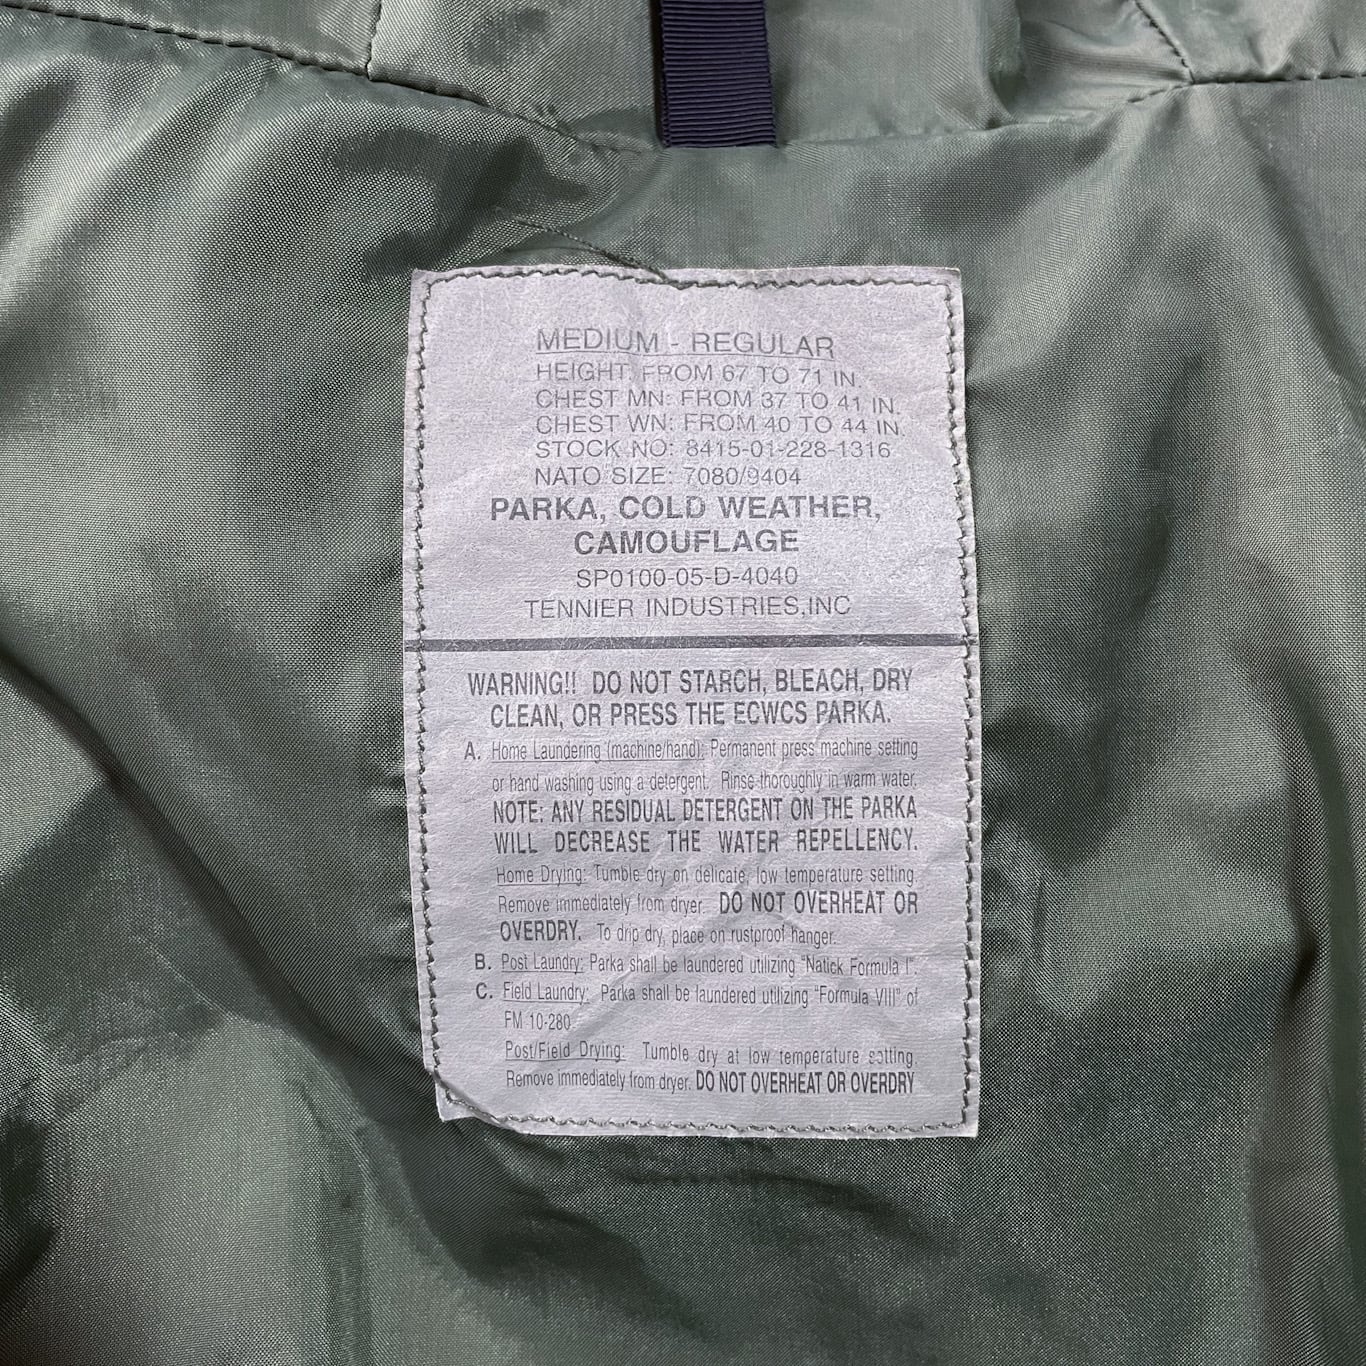 MEDIUM - REGULAR
HEIGHT: FROM 67 TO 71 IN.
CHEST MN: FROM 37 TO 41 IN.
CHEST WN: FROM 40 TO 44 IN.
STOCK NO: 8415-01-228-1316
NATO SIZE: 7080/9404
PARKA, COLD WEATHER,
CAMOUFLAGE
SP0100-05-D-4040
TENNIER INDUSTRIES,INC
WARNING!! DO NOT STARCH, BLEACH, DRY
CLEAN, OR PRESS THE ECWCS PARKA.
A. Home Laundering (machine/hand): Permanent press machine setting
or hand washing using a detergent. Rinse thoroughly in warm water.
NOTE: ANY RESIDUAL DETERGENT ON THE PARKA
WILL DECREASE THE WATER REPELLENCY.
Home Drying: Tumble dry on delicate, low temperature setting.
Remove immediately from dryer. DO NOT OVERHEAT OR
OVERDRY. To drip dry, place on rustproof hanger.
B. Post Laundry: Parka shall be laundered utilizing "Natick Formula I".
C. Field Laundry: Parka shall be laundered utilizing "Formula VIII" of
FM 10-280
Post/Field Drying: Tumble dry at low temperature setting.
Remove immediately from dryer. DO NOT OVERHEAT OR OVERDRY